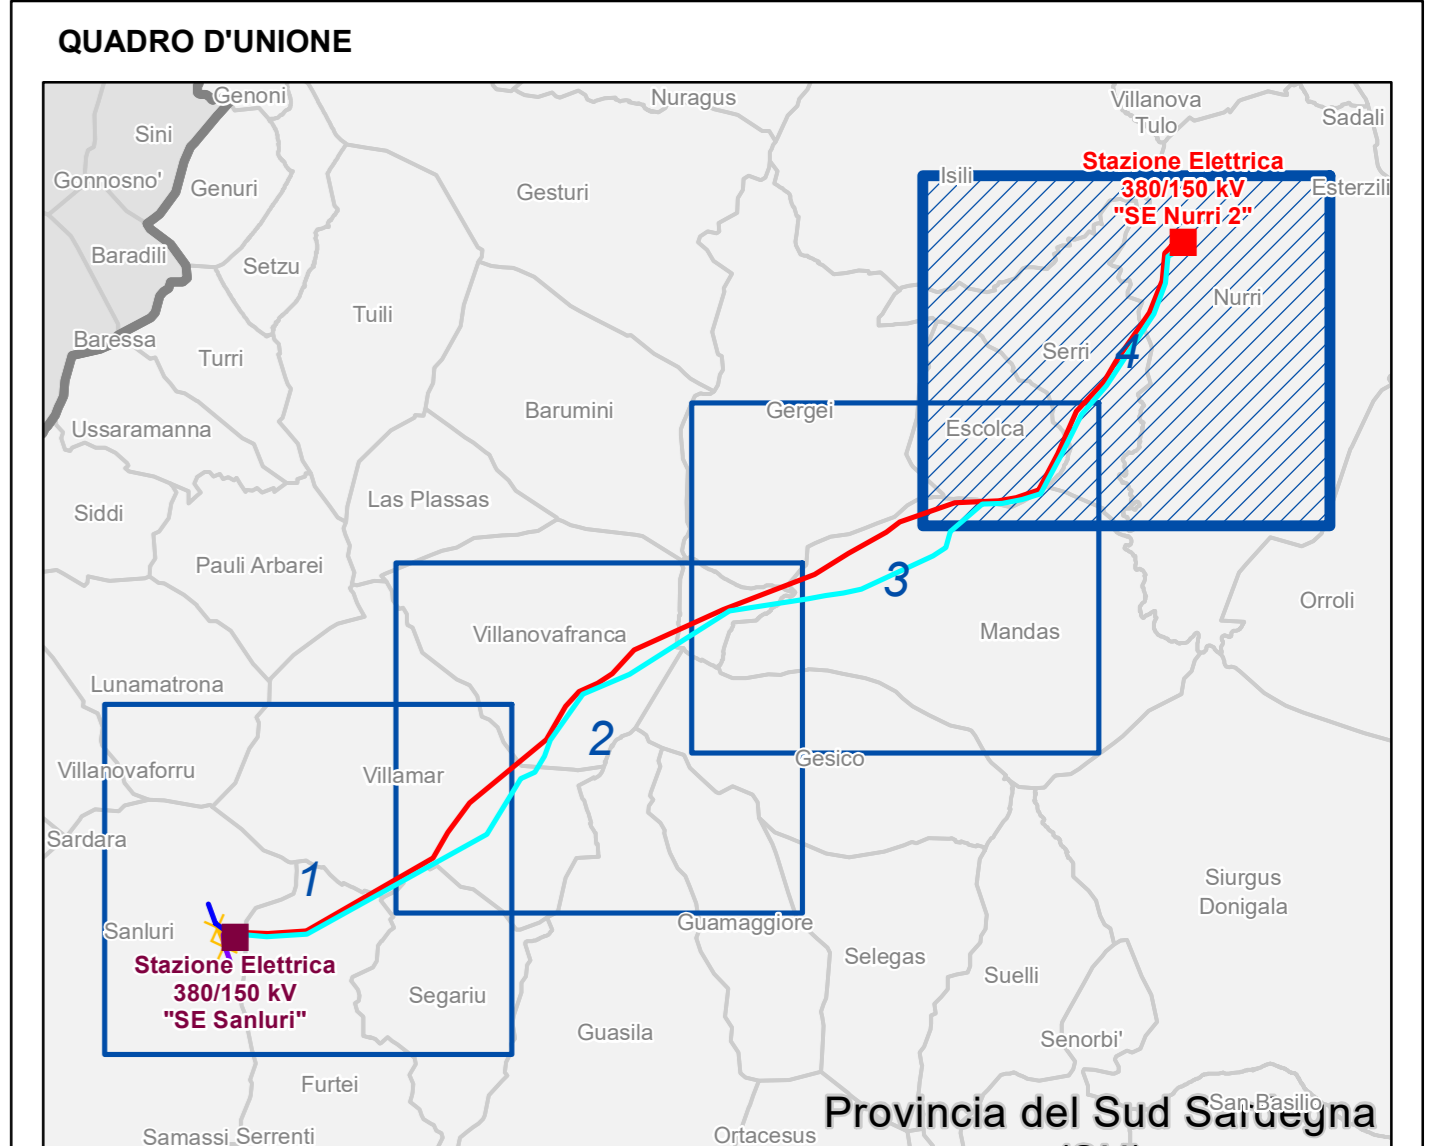 QUADRO D'UNIONE
Genoni
Nuragus
Villanova
Tulo
Sadali
Sini
Stazione Elettrica
380/150 kV
"SE Nurri 2"
Isili
Gonnosno'
Genuri
Gesturi
Esterzili
Baradili
Setzu
Nurri
Tuili
Baressa
Turri
Serri
4
Barumini
Gergei
Escolca
Ussaramanna
Las Plassas
Siddi
Pauli Arbarei
3
Orroli
Villanovafranca
Mandas
Lunamatrona
2
Gesico
Villanovaforru
Villamar
Sardara
1
Siurgus
Donigala
Sanluri
Guamaggiore
Stazione Elettrica
380/150 kV
"SE Sanluri"
Selegas
Suelli
Segariu
Guasila
Senorbi'
Furtei
San Basilio
Provincia del Sud Sardegna
Samassi
Serrenti
Ortacesus